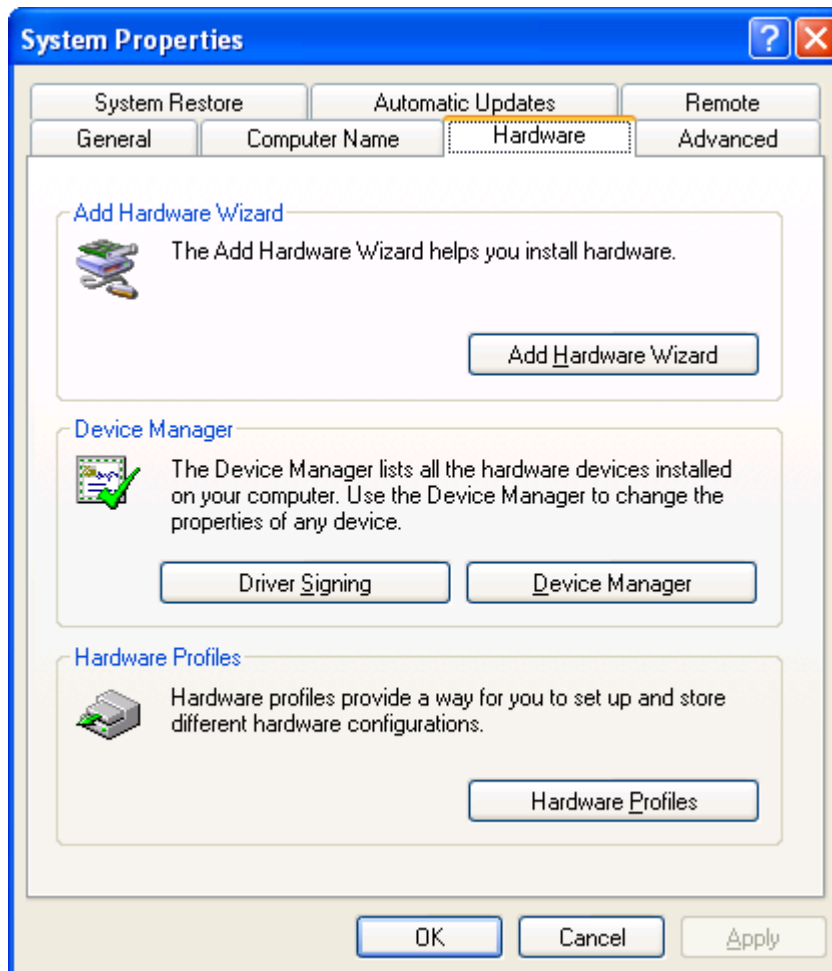 System Properties
System Restore Automatic Updates Remote
General Computer Name Hardware Advanced
Add Hardware Wizard
The Add Hardware Wizard helps you install hardware.
Add Hardware Wizard
Device Manager
The Device Manager lists all the hardware devices installed
on your computer. Use the Device Manager to change the
properties of any device.
Driver Signing Device Manager
Hardware Profiles
Hardware profiles provide a way for you to set up and store
different hardware configurations.
Hardware Profiles
OK Cancel Apply